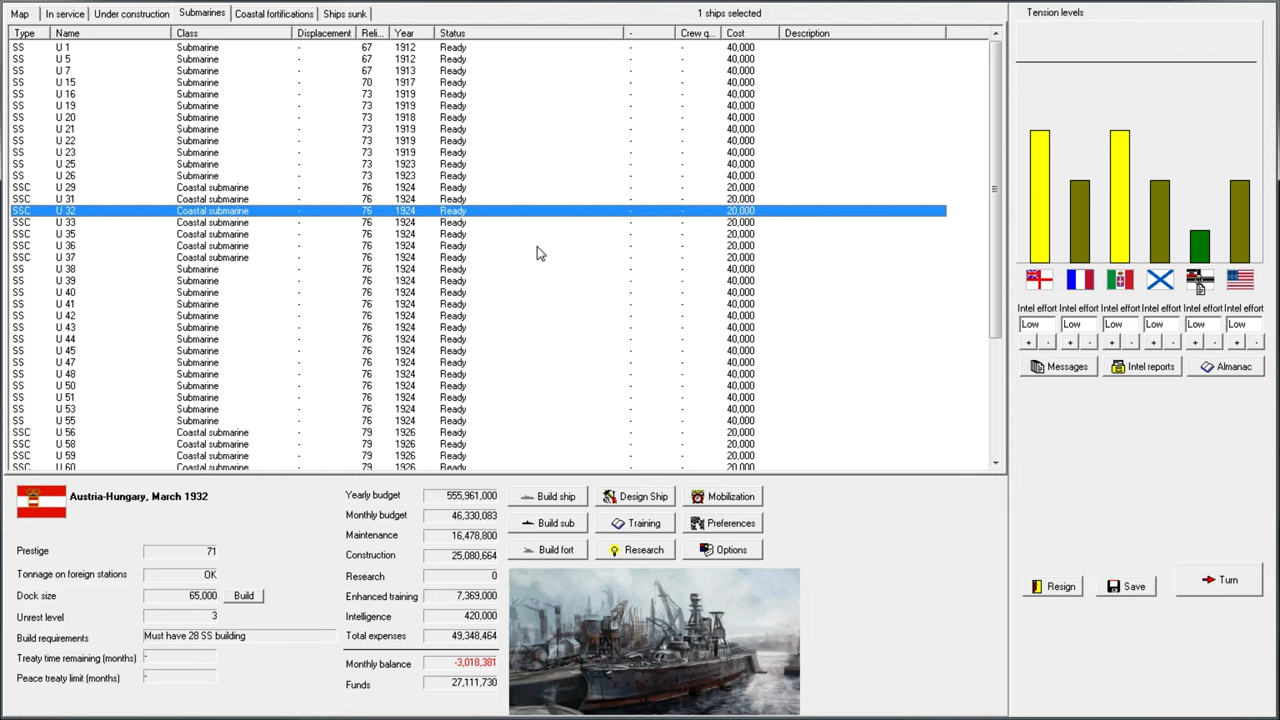 Map In service Under construction Submarines Coastal fortifications Ships sunk 1 ships selected Tension levels
Type Name Class Displacement Reli... Year Status - Crew q... Cost Description
SS U 1 Submarine - 67 1912 Ready - - 40,000
SS U 5 Submarine - 67 1912 Ready - - 40,000
SS U 7 Submarine - 67 1913 Ready - - 40,000
SS U 15 Submarine - 70 1917 Ready - - 40,000
SS U 16 Submarine - 73 1919 Ready - - 40,000
SS U 19 Submarine - 73 1919 Ready - - 40,000
SS U 20 Submarine - 73 1918 Ready - - 40,000
SS U 21 Submarine - 73 1919 Ready - - 40,000
SS U 22 Submarine - 73 1919 Ready - - 40,000
SS U 23 Submarine - 73 1919 Ready - - 40,000
SS U 25 Submarine - 73 1923 Ready - - 40,000
SS U 26 Submarine - 73 1923 Ready - - 40,000
SSC U 29 Coastal submarine - 76 1924 Ready - - 20,000
SSC U 31 Coastal submarine - 76 1924 Ready - - 20,000
SSC U 32 Coastal submarine - 76 1924 Ready - - 20,000
SSC U 33 Coastal submarine - 76 1924 Ready - - 20,000
SSC U 35 Coastal submarine - 76 1924 Ready - - 20,000
SSC U 36 Coastal submarine - 76 1924 Ready - - 20,000
SSC U 37 Coastal submarine - 76 1924 Ready - - 20,000
SS U 38 Submarine - 76 1924 Ready - - 40,000
SS U 39 Submarine - 76 1924 Ready - - 40,000
SS U 40 Submarine - 76 1924 Ready - - 40,000
SS U 41 Submarine - 76 1924 Ready - - 40,000
SS U 42 Submarine - 76 1924 Ready - - 40,000
SS U 43 Submarine - 76 1924 Ready - - 40,000
SS U 44 Submarine - 76 1924 Ready - - 40,000
SS U 45 Submarine - 76 1924 Ready - - 40,000
SS U 47 Submarine - 76 1924 Ready - - 40,000
SS U 48 Submarine - 76 1924 Ready - - 40,000
SS U 50 Submarine - 76 1924 Ready - - 40,000
SS U 51 Submarine - 76 1924 Ready - - 40,000
SS U 53 Submarine - 76 1924 Ready - - 40,000
SS U 55 Submarine - 76 1924 Ready - - 40,000
SSC U 56 Coastal submarine - 79 1926 Ready - - 20,000
SSC U 58 Coastal submarine - 79 1926 Ready - - 20,000
SSC U 59 Coastal submarine - 79 1926 Ready - - 20,000
SSC U 60 Coastal submarine - 79 1926 Ready - - 20,000
Intel effort Intel effort Intel effort Intel effort Intel effort Intel effort
Low Low Low Low Low Low
+ - + - + - + - + - + -
Messages Intel reports Almanac
Austria-Hungary, March 1932
Prestige 71
Tonnage on foreign stations OK
Dock size 65,000 Build
Unrest level 3
Build requirements Must have 28 SS building
Treaty time remaining (months) -
Peace treaty limit (months) -
Yearly budget 555,961,000
Monthly budget 46,330,083
Maintenance 16,478,800
Construction 25,080,664
Research 0
Enhanced training 7,369,000
Intelligence 420,000
Total expenses 49,348,464
Monthly balance -3,018,381
Funds 27,111,730
Build ship Design Ship Mobilization
Build sub Training Preferences
Build fort Research Options
Resign Save Turn